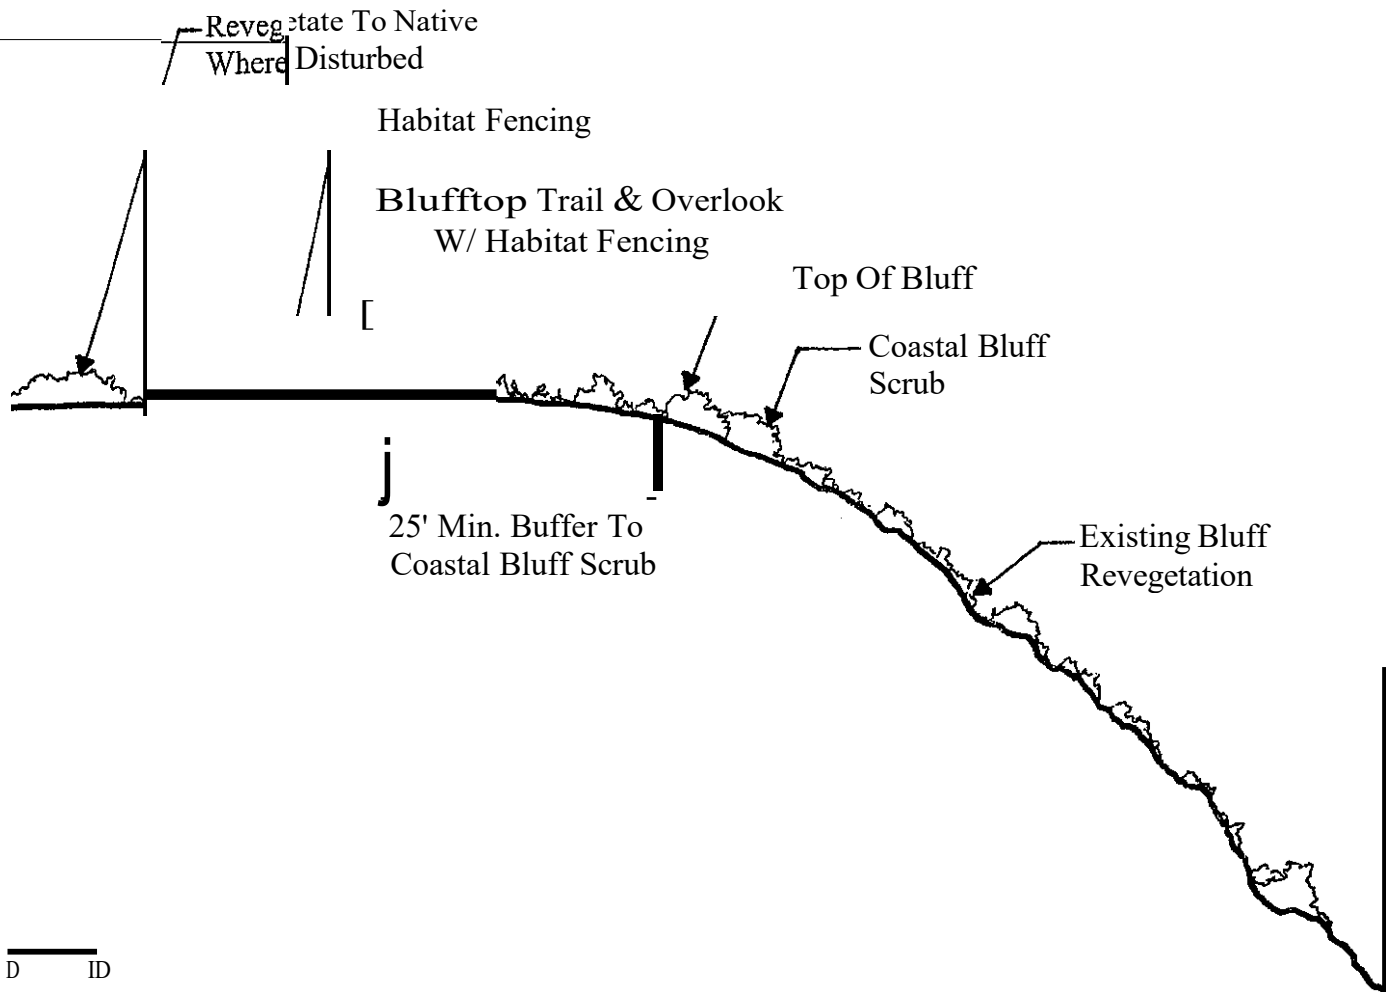 Revegetate To Native
Where Disturbed
Habitat Fencing
Blufftop Trail & Overlook
W/ Habitat Fencing
Top Of Bluff
[
Coastal Bluff
Scrub
j
25' Min. Buffer To
Coastal Bluff Scrub
Existing Bluff
Revegetation
D ID